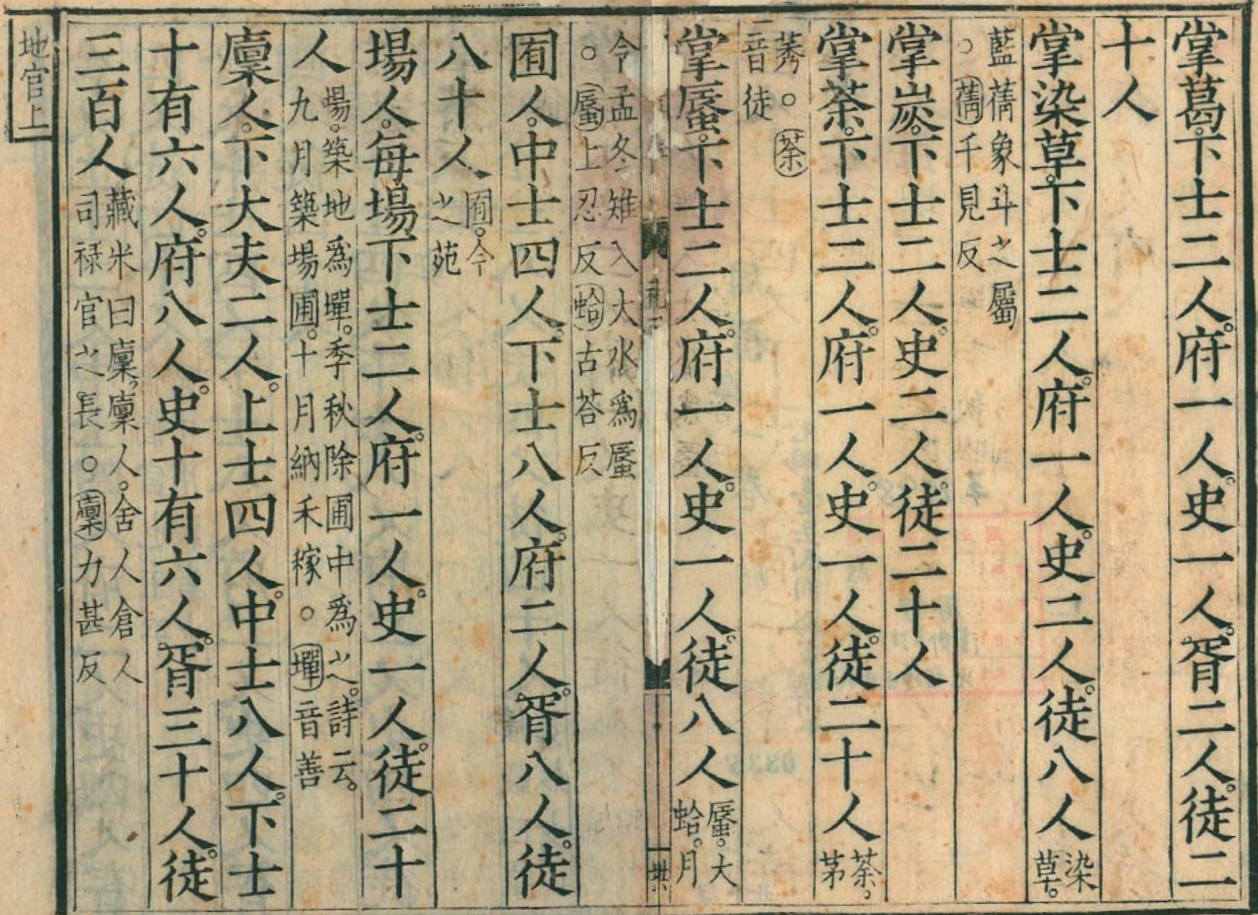 掌葛。下士二人。府一人。史一人。胥二人。徒二
十人
掌染草。下士二人。府一人。史二人。徒八人染草。
藍蒨象斗之屬○蒨千見反
掌炭。下士二人。史二人。徒二十人
掌荼。下士二人。府一人。史一人。徒二十人荼、茅
莠。○荼音徒
掌蜃。下士二人。府一人。史一人。徒八人蜃。大蛤。月
令孟冬雉入大水爲蜃○蜃上忍反蛤古荅反
囿人。中士四人。下士八人。府二人。胥八人。徒
八十人囿。今之苑
場人。每場下士二人。府一人。史一人。徒二十
人場。築地爲墠。季秋除圃中爲之。詩云。九月築場圃。十月納禾稼○墠音善
廩人。下大夫二人。上士四人。中士八人。下士
十有六人。府八人。史十有六人。胥三十人。徒
三百人藏米曰廩。廩人。舍人倉人司祿官之長○廩力甚反
地官上